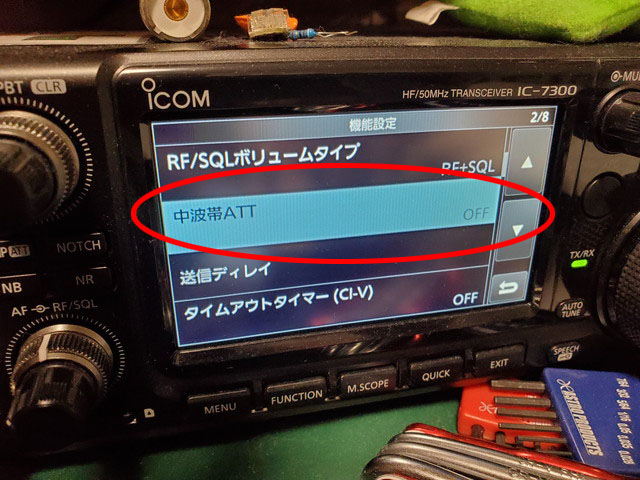 PBT CLR
ICOM
HF/50MHz TRANSCEIVER IC-7300
機能設定
2/8
RF/SQLボリュームタイプ
RF+SQL
中波帯ATT
OFF
送信ディレイ
タイムアウトタイマー (CI-V)
OFF
P ATT
NOTCH
NB
NR
AF RF/SQL
TX/RX
AUTO TUNE
SPEECH
MENU
FUNCTION
M.SCOPE
QUICK
EXIT
ASTRO PRODUCTS